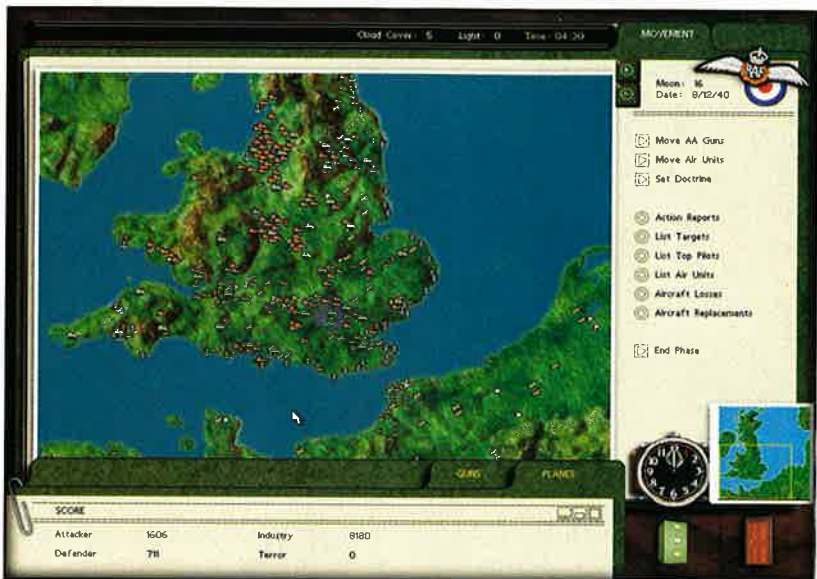 Cloud Cover: 5 Light: 0 Time: 04:30
MOVEMENT
RAF
Moon: 16
Date: 8/12/40
Move AA Guns
Move Air Units
Set Doctrine
Action Reports
List Targets
List Top Pilots
List Air Units
Aircraft Losses
Aircraft Replacements
End Phase
GUNS PLANES
SCORE
Attacker 1606 Industry 8180
Defender 711 Terror 0